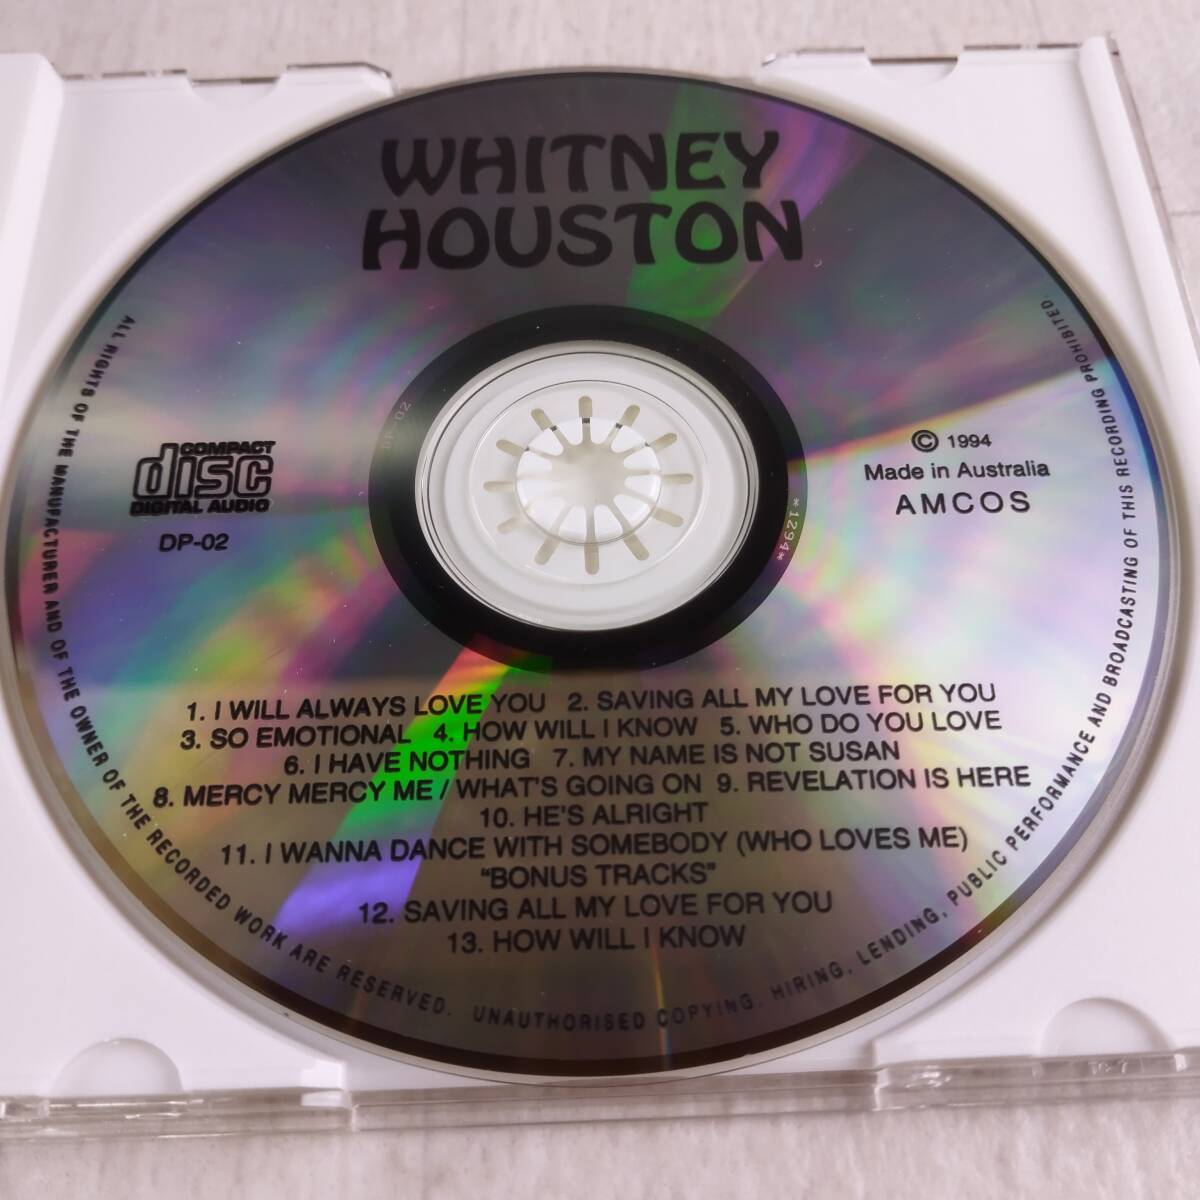 WHITNEY
HOUSTON
COMPACT
disc
DIGITAL AUDIO
DP-02
© 1994
Made in Australia
AMCOS
DP-02
*1294*
1. I WILL ALWAYS LOVE YOU 2. SAVING ALL MY LOVE FOR YOU
3. SO EMOTIONAL 4. HOW WILL I KNOW 5. WHO DO YOU LOVE
6. I HAVE NOTHING 7. MY NAME IS NOT SUSAN
8. MERCY MERCY ME / WHAT'S GOING ON 9. REVELATION IS HERE
10. HE'S ALRIGHT
11. I WANNA DANCE WITH SOMEBODY (WHO LOVES ME)
"BONUS TRACKS"
12. SAVING ALL MY LOVE FOR YOU
13. HOW WILL I KNOW
ALL RIGHTS OF THE MANUFACTURER AND OF THE OWNER OF THE RECORDED WORK ARE RESERVED. UNAUTHORISED COPYING, HIRING, LENDING, PUBLIC PERFORMANCE AND BROADCASTING OF THIS RECORDING PROHIBITED